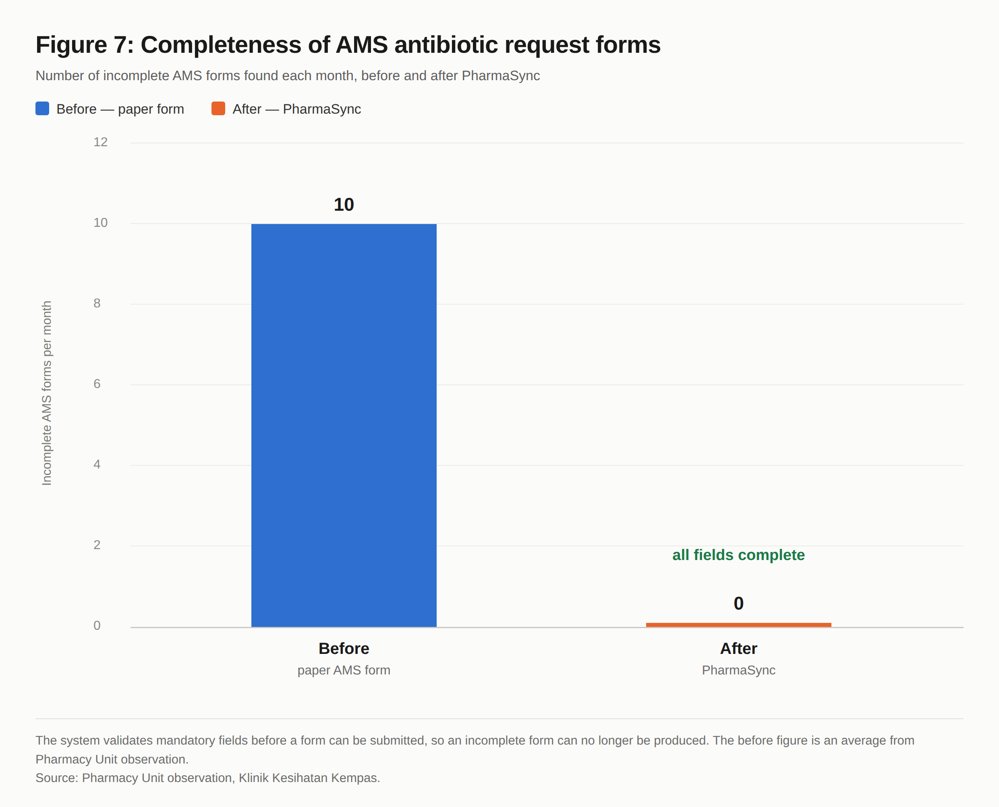 Figure 7: Completeness of AMS antibiotic request forms
Number of incomplete AMS forms found each month, before and after PharmaSync
Before — paper form
After — PharmaSync
12
10
8
6
4
2
0
Incomplete AMS forms per month
10
all fields complete
0
Before
paper AMS form
After
PharmaSync
The system validates mandatory fields before a form can be submitted, so an incomplete form can no longer be produced. The before figure is an average from
Pharmacy Unit observation.
Source: Pharmacy Unit observation, Klinik Kesihatan Kempas.